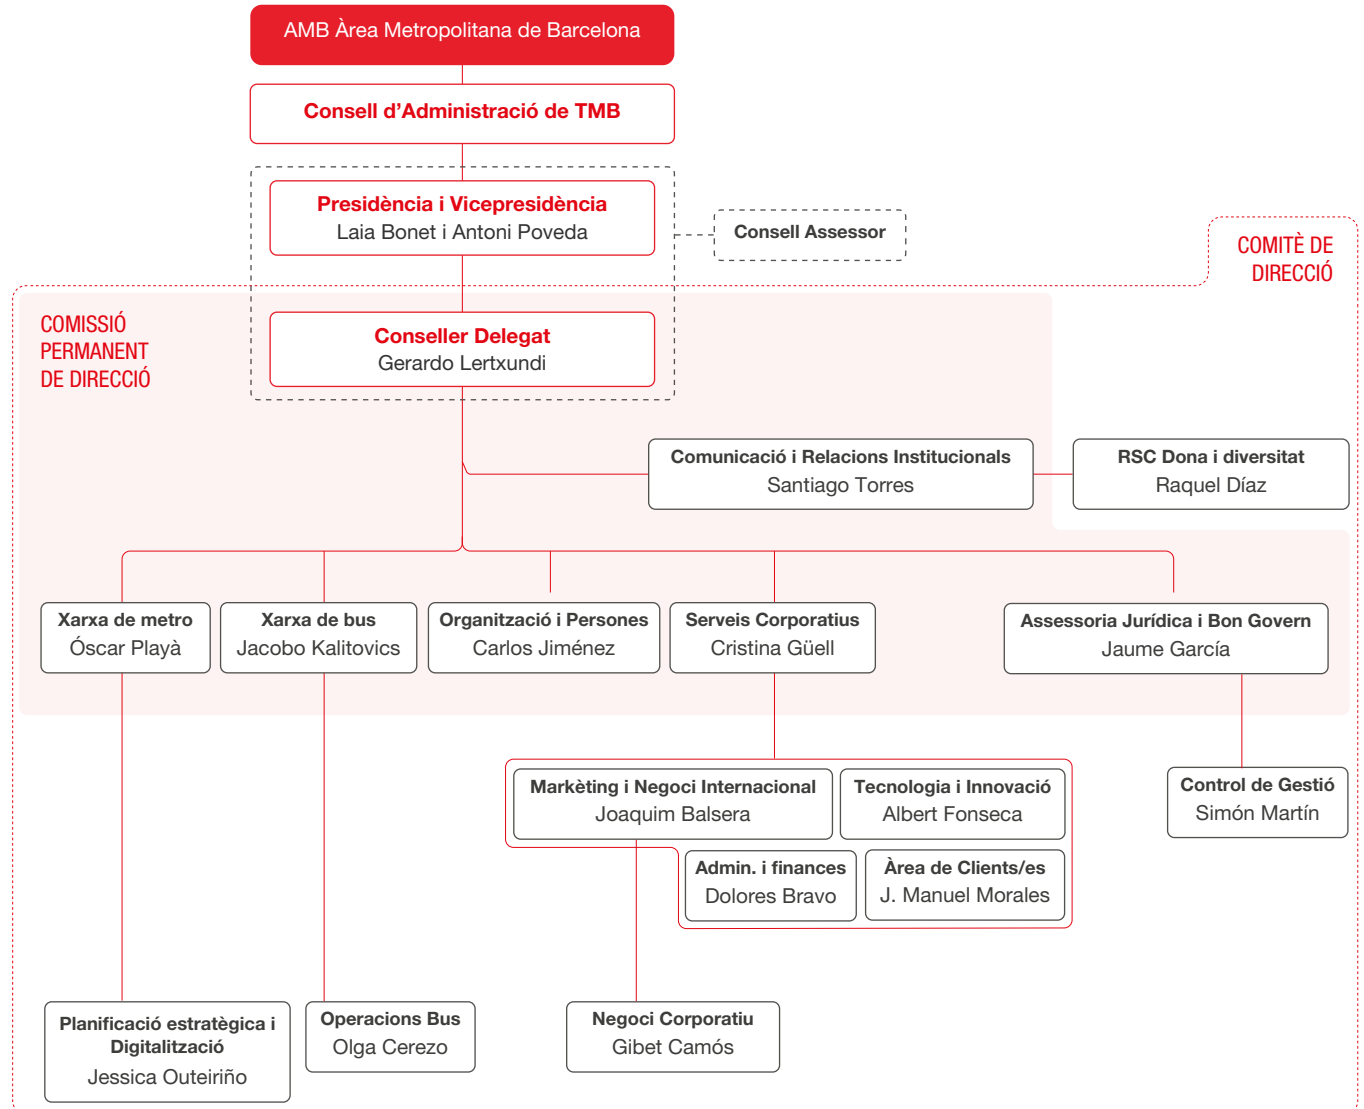 AMB Àrea Metropolitana de Barcelona
Consell d’Administració de TMB
Presidència i Vicepresidència
Laia Bonet i Antoni Poveda
Consell Assessor
COMITÈ DE
DIRECCIÓ
COMISSIÓ
PERMANENT
DE DIRECCIÓ
Conseller Delegat
Gerardo Lertxundi
Comunicació i Relacions Institucionals
Santiago Torres
RSC Dona i diversitat
Raquel Díaz
Xarxa de metro
Óscar Playà
Xarxa de bus
Jacobo Kalitovics
Organització i Persones
Carlos Jiménez
Serveis Corporatius
Cristina Güell
Assessoria Jurídica i Bon Govern
Jaume García
Markèting i Negoci Internacional
Joaquim Balsera
Tecnologia i Innovació
Albert Fonseca
Control de Gestió
Simón Martín
Admin. i finances
Dolores Bravo
Àrea de Clients/es
J. Manuel Morales
Planificació estratègica i
Digitalització
Jessica Outeiriño
Operacions Bus
Olga Cerezo
Negoci Corporatiu
Gibet Camós